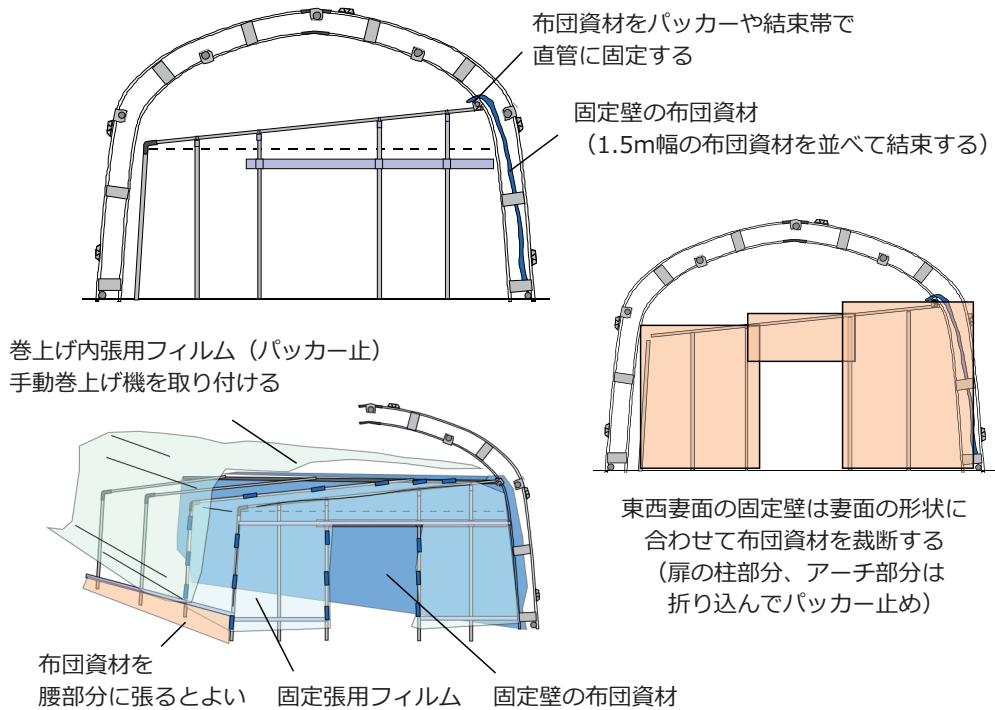 布団資材をパッカーや結束帯で
直管に固定する
固定壁の布団資材
（1.5m幅の布団資材を並べて結束する）
巻上げ内張用フィルム（パッカー止）
手動巻上げ機を取り付ける
東西妻面の固定壁は妻面の形状に
合わせて布団資材を裁断する
（扉の柱部分、アーチ部分は
折り込んでパッカー止め）
布団資材を
腰部分に張るとよい
固定張用フィルム
固定壁の布団資材